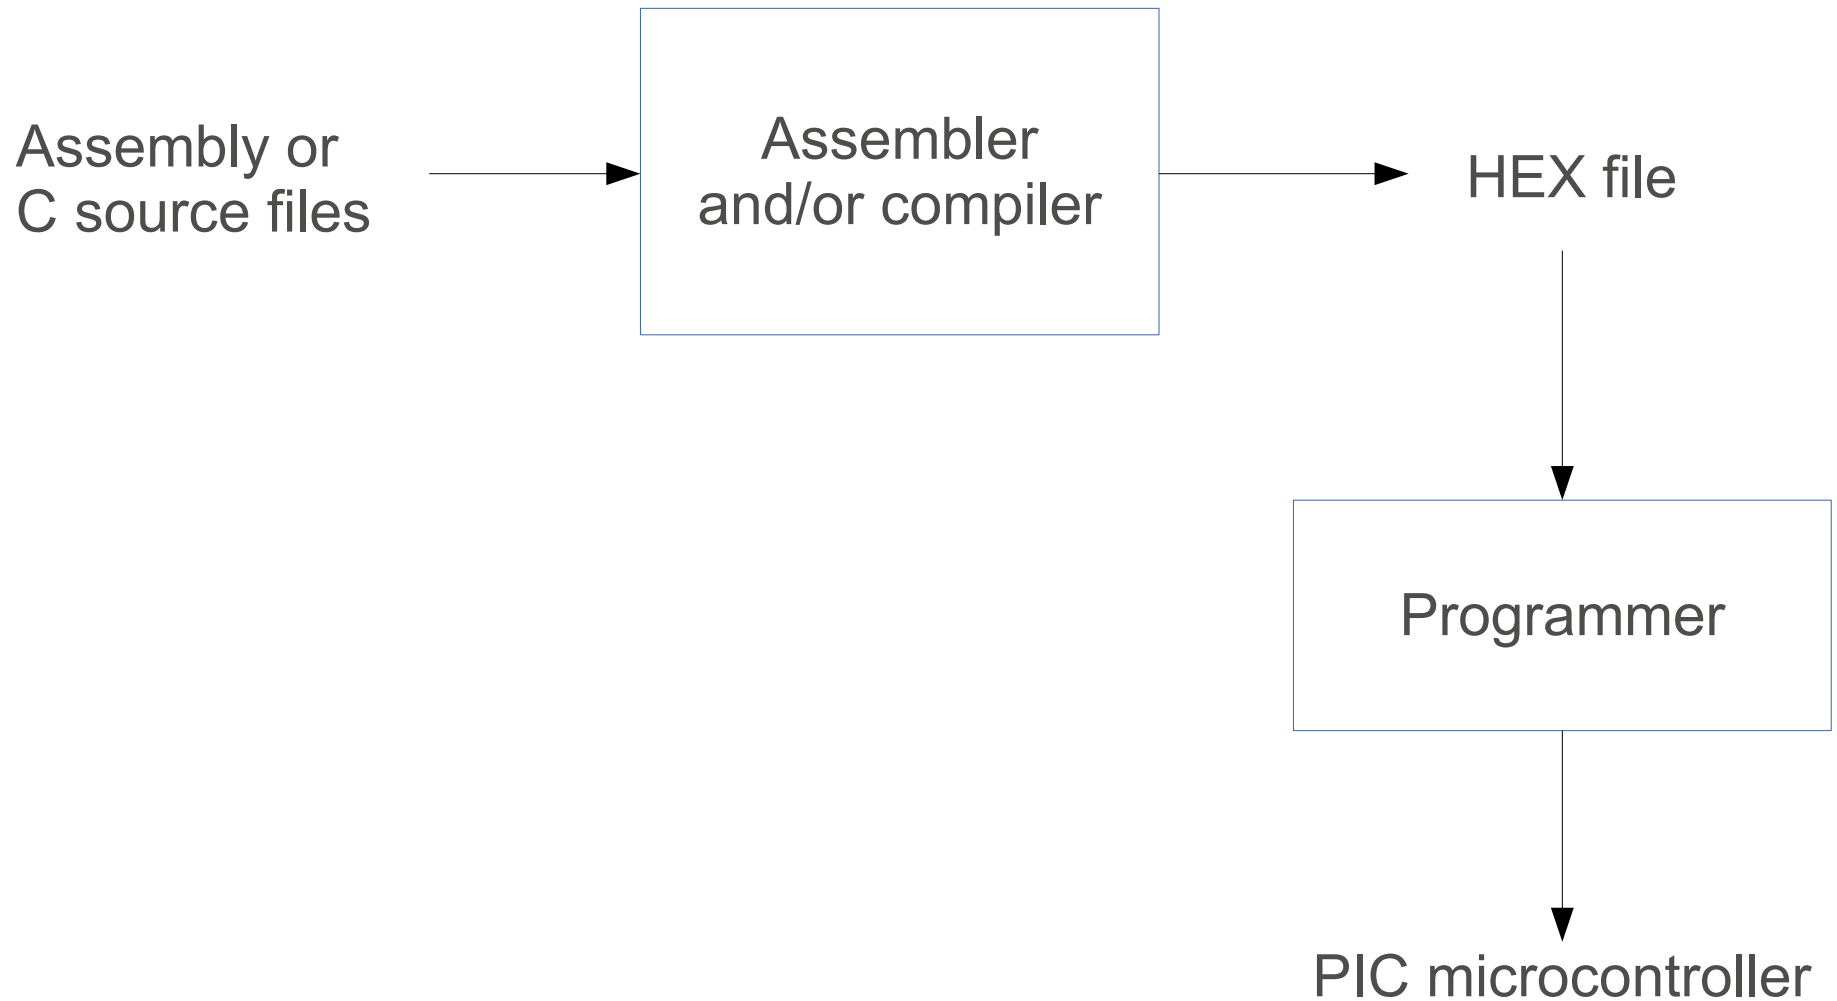 Assembly or
C source files
Assembler
and/or compiler
HEX file
Programmer
PIC microcontroller